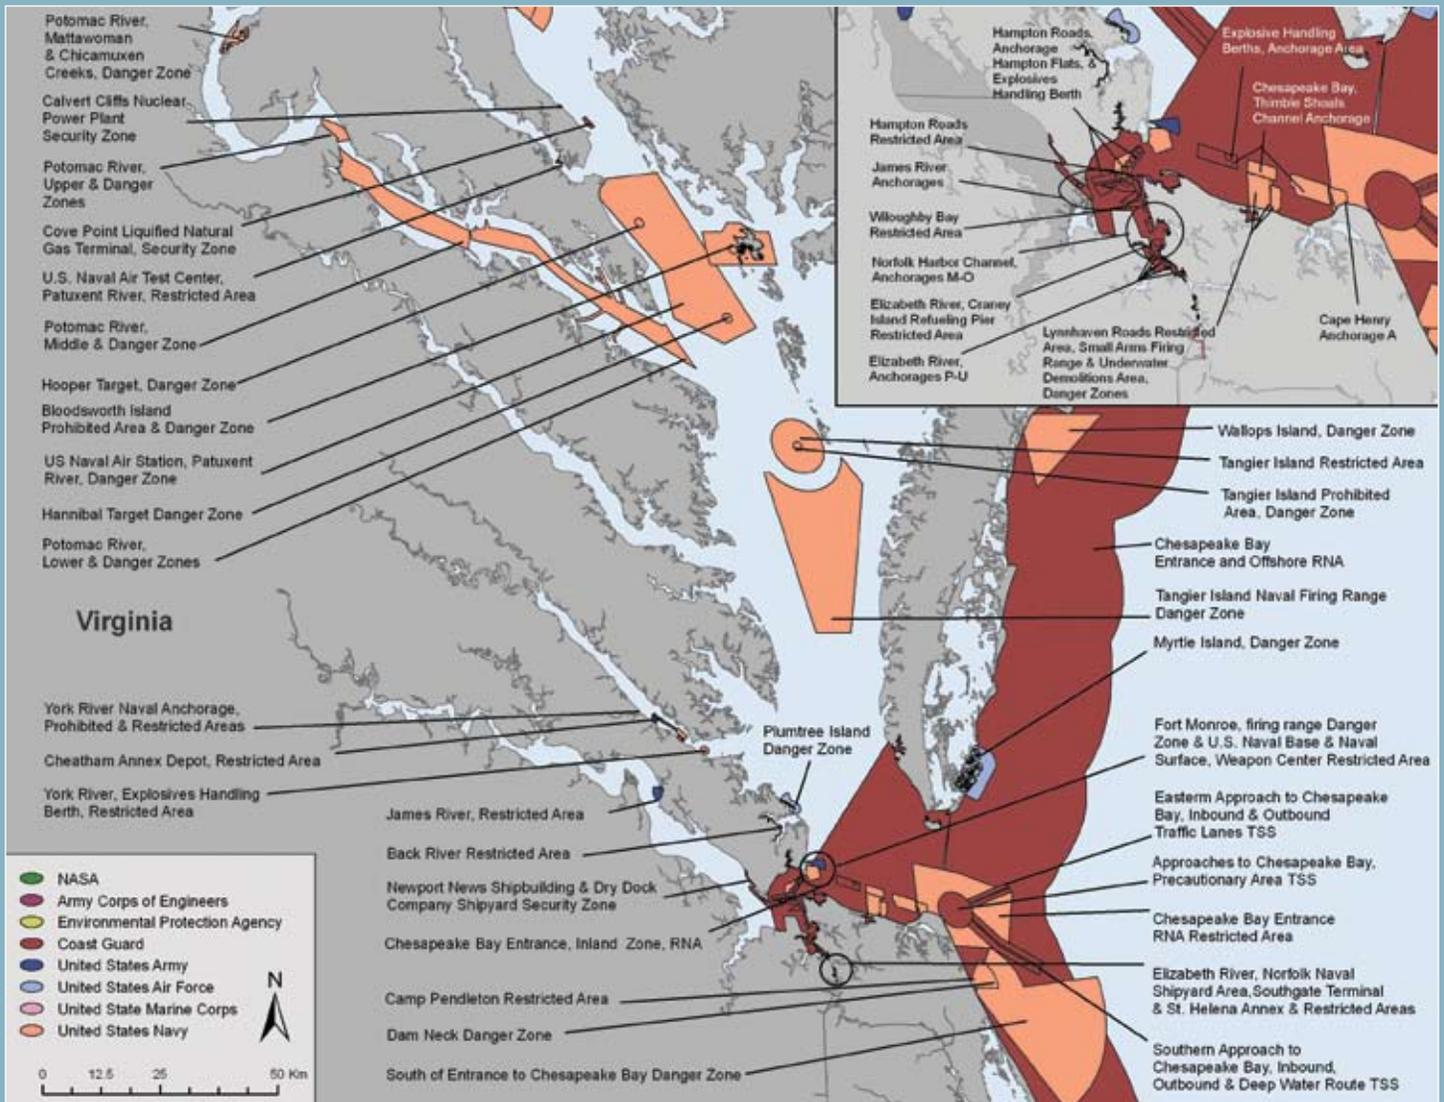 Potomac River,
Mattawoman
& Chicamuxen
Creeks, Danger Zone
Calvert Cliffs Nuclear
Power Plant
Security Zone
Potomac River,
Upper & Danger
Zones
Cove Point Liquified Natural
Gas Terminal, Security Zone
U.S. Naval Air Test Center,
Patuxent River, Restricted Area
Potomac River,
Middle & Danger Zone
Hooper Target, Danger Zone
Bloodsworth Island
Prohibited Area & Danger Zone
US Naval Air Station, Patuxent
River, Danger Zone
Hannibal Target Danger Zone
Potomac River,
Lower & Danger Zones
Virginia
York River Naval Anchorage,
Prohibited & Restricted Areas
Cheatham Annex Depot, Restricted Area
York River, Explosives Handling
Berth, Restricted Area
Hampton Roads,
Anchorage
Hampton Flats, &
Explosives
Handling Berth
Hampton Roads
Restricted Area
James River
Anchorages
Wiloughby Bay
Restricted Area
Norfolk Harbor Channel,
Anchorages M-O
Elizabeth River, Craney
Island Refueling Pier
Restricted Area
Elizabeth River,
Anchorages P-U
Explosive Handling
Berths, Anchorage Area
Chesapeake Bay,
Thimble Shoals
Channel Anchorage
Lynnhaven Roads Restricted
Area, Small Arms Firing
Range & Underwater
Demolitions Area,
Danger Zones
Cape Henry
Anchorage A
Wallops Island, Danger Zone
Tangier Island Restricted Area
Tangier Island Prohibited
Area, Danger Zone
Chesapeake Bay
Entrance and Offshore RNA
Tangier Island Naval Firing Range
Danger Zone
Myrtle Island, Danger Zone
Fort Monroe, firing range Danger
Zone & U.S. Naval Base & Naval
Surface, Weapon Center Restricted Area
Easterm Approach to Chesapeake
Bay, Inbound & Outbound
Traffic Lanes TSS
Approaches to Chesapeake Bay,
Precautionary Area TSS
Chesapeake Bay Entrance
RNA Restricted Area
Elizabeth River, Norfolk Naval
Shipyard Area,Southgate Terminal
& St. Helena Annex & Restricted Areas
Southern Approach to
Chesapeake Bay, Inbound,
Outbound & Deep Water Route TSS
Plumtree Island
Danger Zone
James River, Restricted Area
Back River Restricted Area
Newport News Shipbuilding & Dry Dock
Company Shipyard Security Zone
Chesapeake Bay Entrance, Inland Zone, RNA
Camp Pendleton Restricted Area
Dam Neck Danger Zone
South of Entrance to Chesapeake Bay Danger Zone
NASA
Army Corps of Engineers
Environmental Protection Agency
Coast Guard
United States Army
United States Air Force
United State Marine Corps
United States Navy
N
0 12.5 25 50 Km